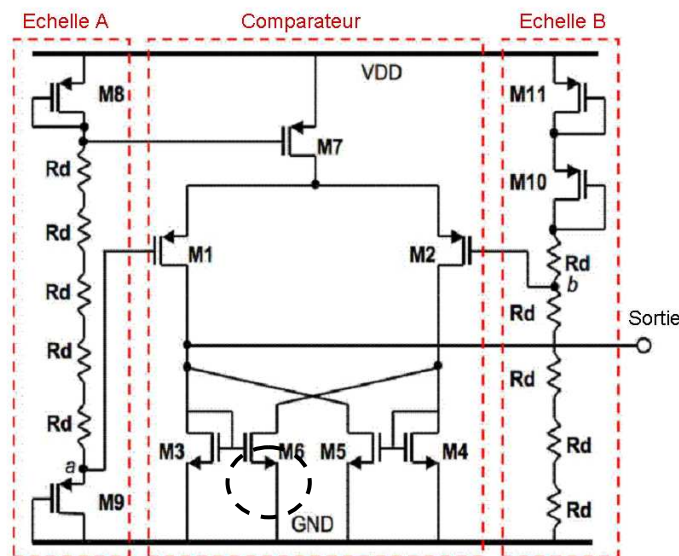 Echelle A
Comparateur
Echelle B
VDD
M8
M11
M7
M10
Rd
Rd
Rd
Rd
Rd
a
M9
M1
M2
Rd
b
Rd
Rd
Rd
Rd
Sortie
M3
M6
M5
M4
GND